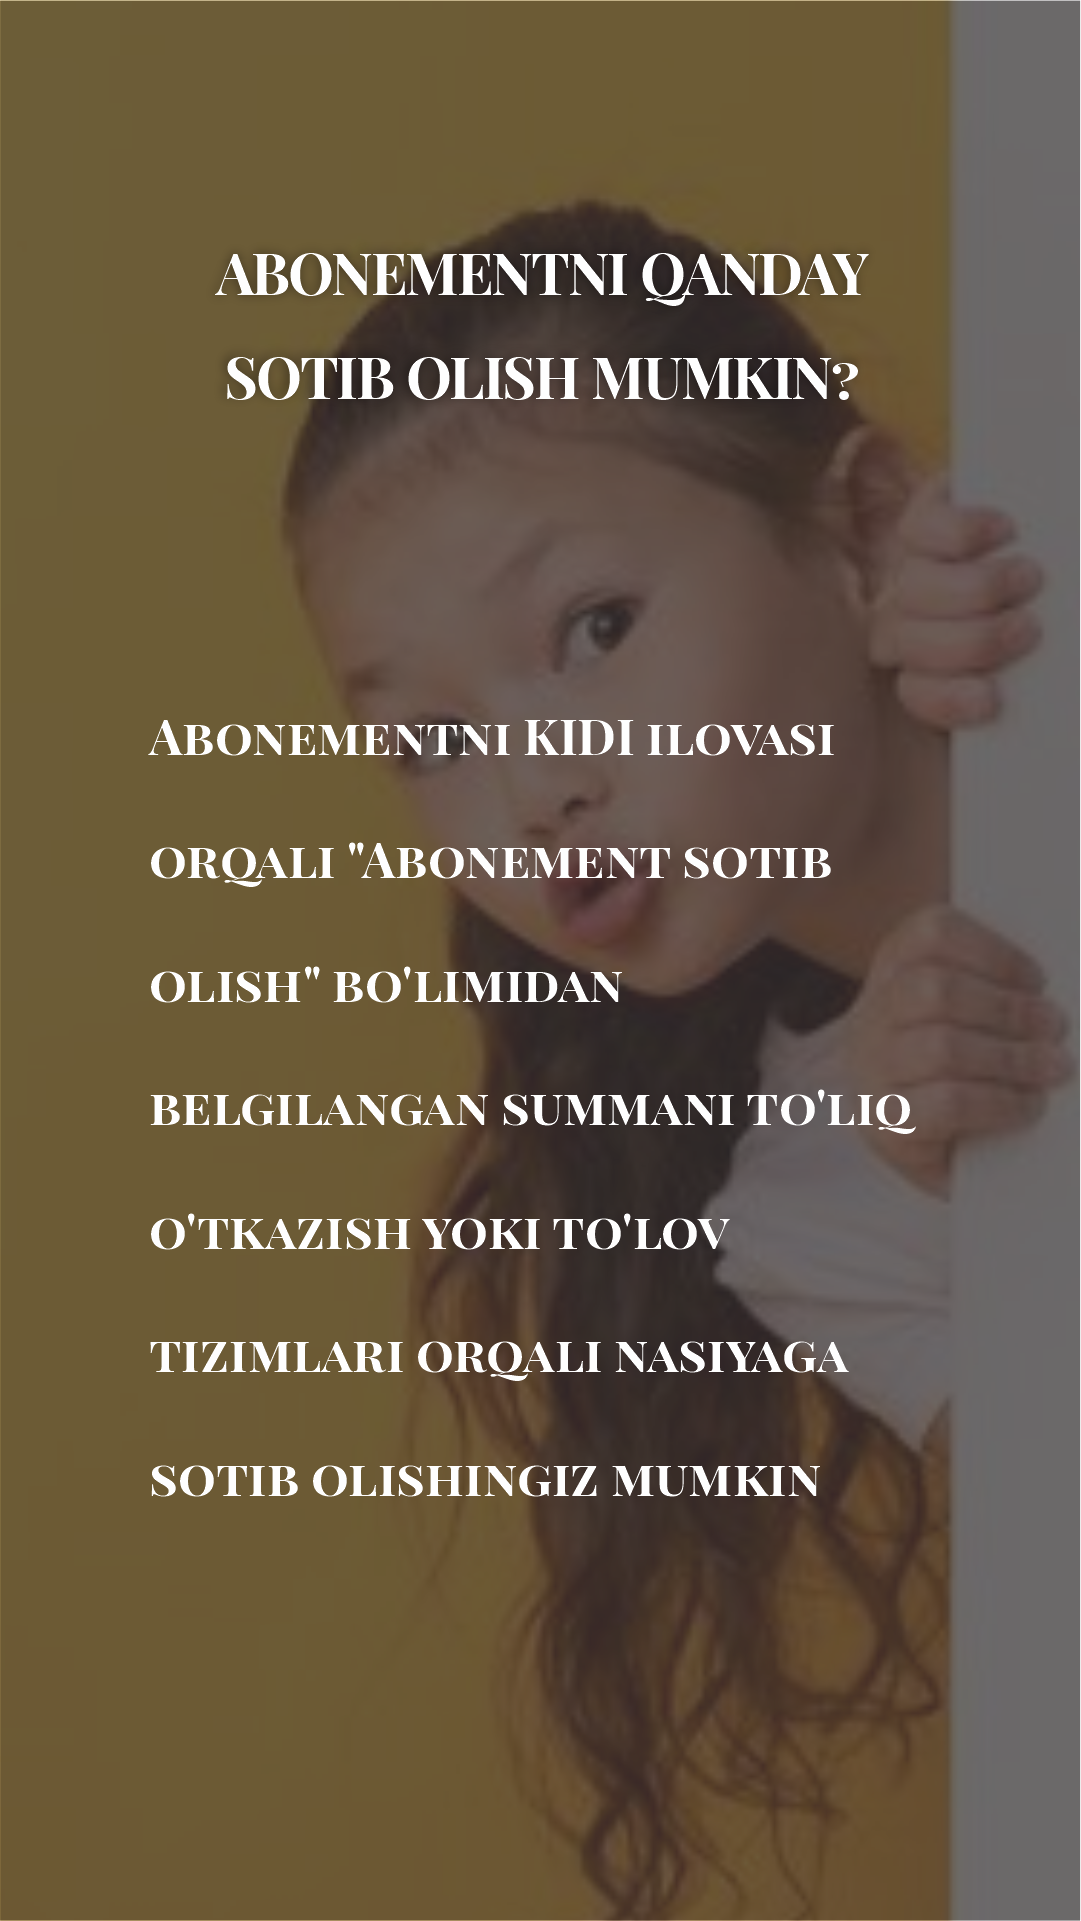 ABONEMENTNI QANDAY
SOTIB OLISH MUMKIN?
Abonementni KIDI ilovasi
orqali "Abonement sotib
olish" bo'limidan
belgilangan summani to'liq
o'tkazish yoki to'lov
tizimlari orqali nasiyaga
sotib olishingiz mumkin